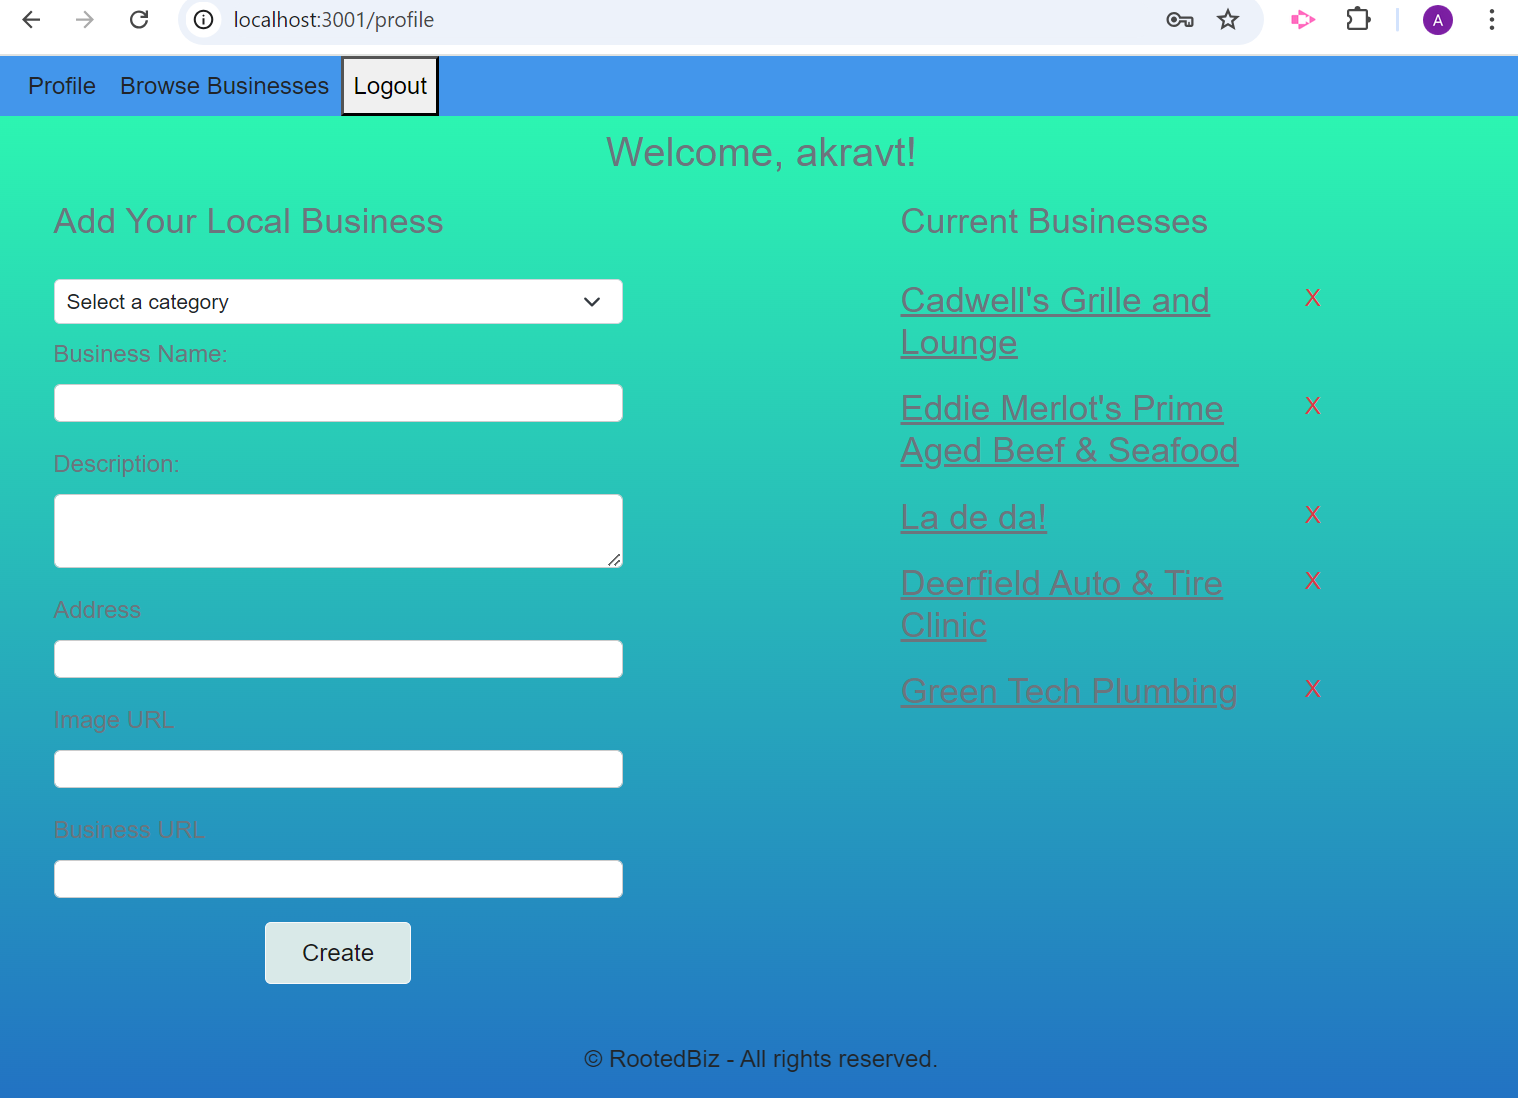 localhost:3001/profile
A
Profile Browse Businesses Logout
Welcome, akravt!
Add Your Local Business
Select a category
Business Name:
Description:
Address
Image URL
Business URL
Create
Current Businesses
Cadwell's Grille and
Lounge
X
Eddie Merlot's Prime
Aged Beef & Seafood
X
La de da!
X
Deerfield Auto & Tire
Clinic
X
Green Tech Plumbing
X
© RootedBiz - All rights reserved.